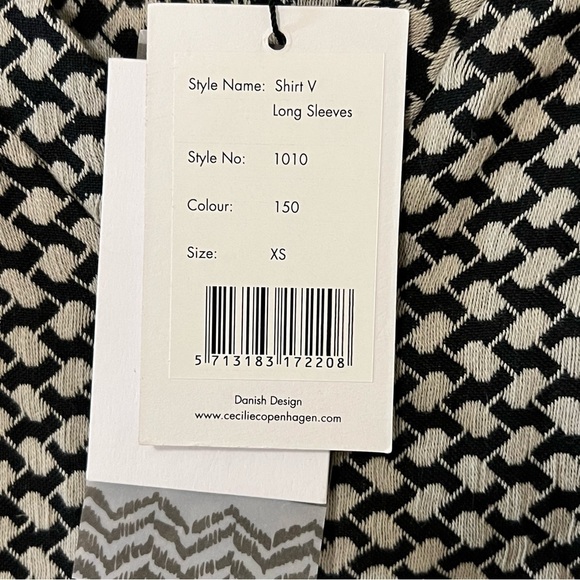 Style Name: Shirt V
Long Sleeves
Style No: 1010
Colour: 150
Size: XS
5 713183 172208
Danish Design
www.ceciliecopenhagen.com